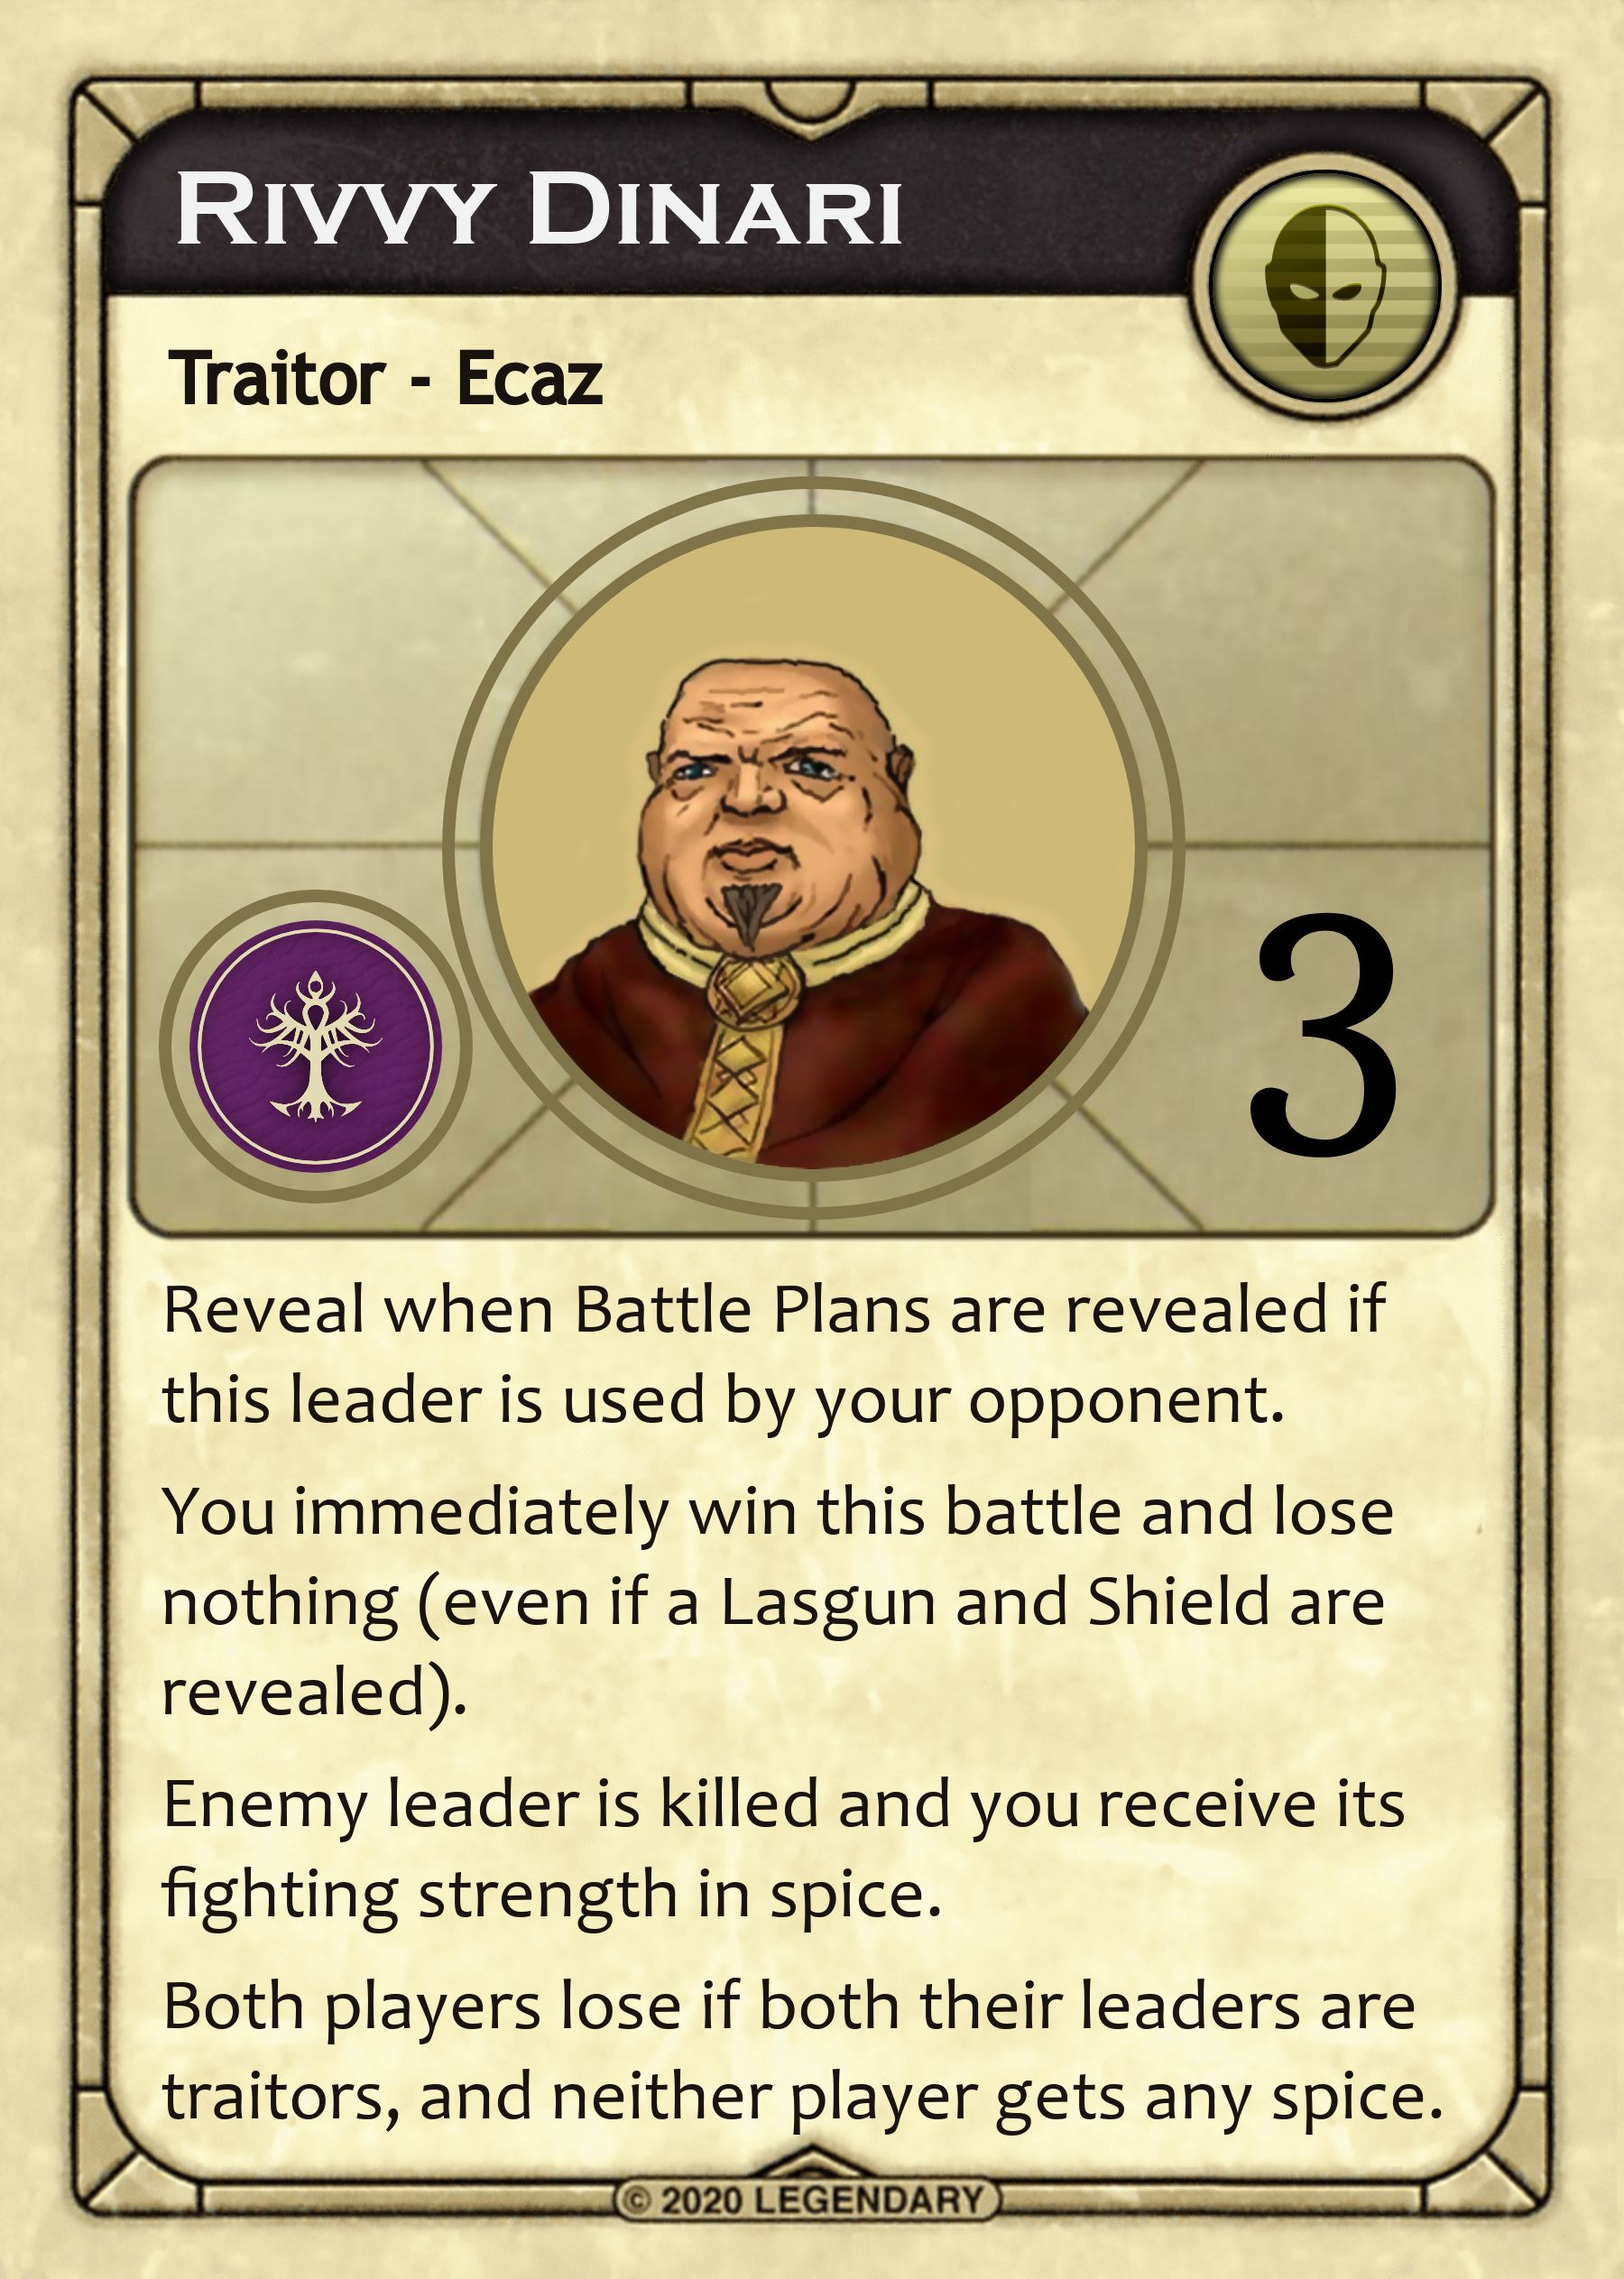 Rivvy Dinari
Traitor - Ecaz
3
Reveal when Battle Plans are revealed if
this leader is used by your opponent.
You immediately win this battle and lose
nothing (even if a Lasgun and Shield are
revealed).
Enemy leader is killed and you receive its
fighting strength in spice.
Both players lose if both their leaders are
traitors, and neither player gets any spice.
© 2020 LEGENDARY